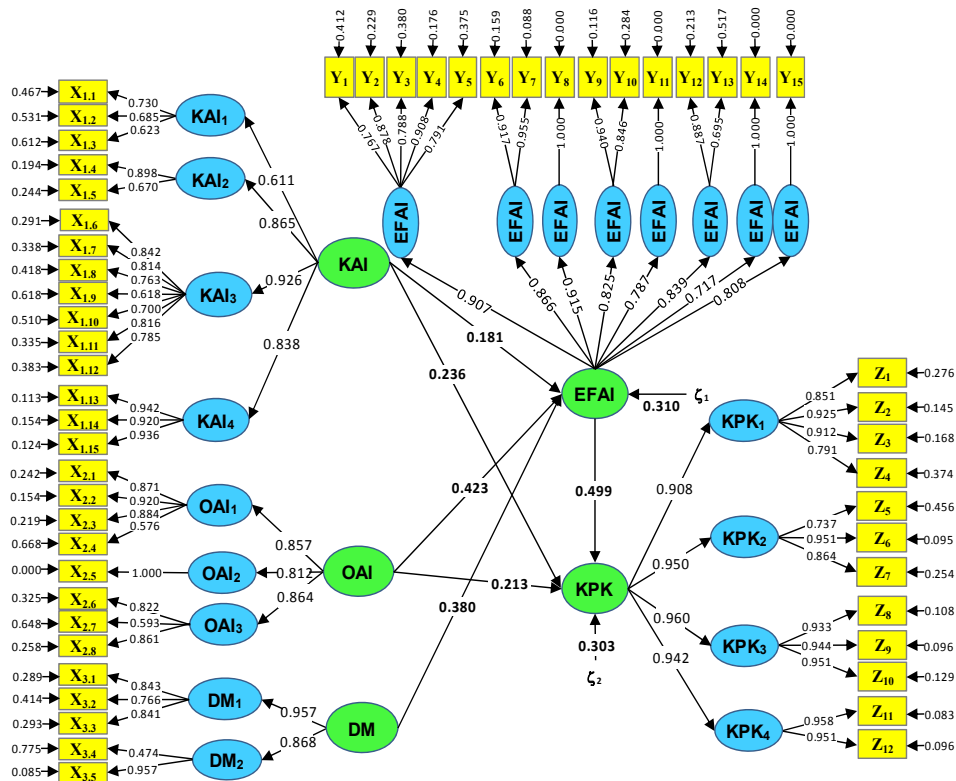 0.412 0.229 0.380 0.176 0.375 0.159 0.088 0.000 0.116 0.284 0.000 0.213 0.517 0.000 0.000
Y1 Y2 Y3 Y4 Y5 Y6 Y7 Y8 Y9 Y10 Y11 Y12 Y13 Y14 Y15
0.767 0.878 0.788 0.908 0.791 0.917 0.955 1.000 0.940 0.846 1.000 0.887 0.695 1.000 1.000
EFAI EFAI EFAI EFAI EFAI EFAI EFAI EFAI
0.907 0.866 0.915 0.825 0.787 0.839 0.717 0.808
0.467 X1.1 0.730
0.531 X1.2 0.685 KAI1
0.612 X1.3 0.623
0.194 X1.4 0.898 KAI2
0.244 X1.5 0.670
0.611
0.865
0.291 X1.6 0.842
0.338 X1.7 0.814
0.418 X1.8 0.763
0.618 X1.9 0.618 KAI3 0.926 KAI
0.510 X1.10 0.700
0.335 X1.11 0.816
0.383 X1.12 0.785
0.838
0.181
0.236
0.113 X1.13 0.942
0.154 X1.14 0.920 KAI4
0.124 X1.15 0.936
EFAI 0.310 ζ1
0.242 X2.1 0.871
0.154 X2.2 0.920 OAI1
0.219 X2.3 0.884
0.668 X2.4 0.576
0.857
0.423
0.499
0.000 X2.5 1.000 OAI2 0.812 OAI
0.213 KPK
0.325 X2.6 0.822
0.648 X2.7 0.593 OAI3 0.864
0.258 X2.8 0.861
0.380
0.303
ζ2
0.289 X3.1 0.843
0.414 X3.2 0.766 DM1 0.957
0.293 X3.3 0.841
DM
0.775 X3.4 0.474 DM2 0.868
0.085 X3.5 0.957
0.908 KPK1 0.851 Z1 0.276
0.925 Z2 0.145
0.912 Z3 0.168
0.791 Z4 0.374
0.950 KPK2 0.737 Z5 0.456
0.951 Z6 0.095
0.864 Z7 0.254
0.960 KPK3 0.933 Z8 0.108
0.944 Z9 0.096
0.951 Z10 0.129
0.942 KPK4 0.958 Z11 0.083
0.951 Z12 0.096